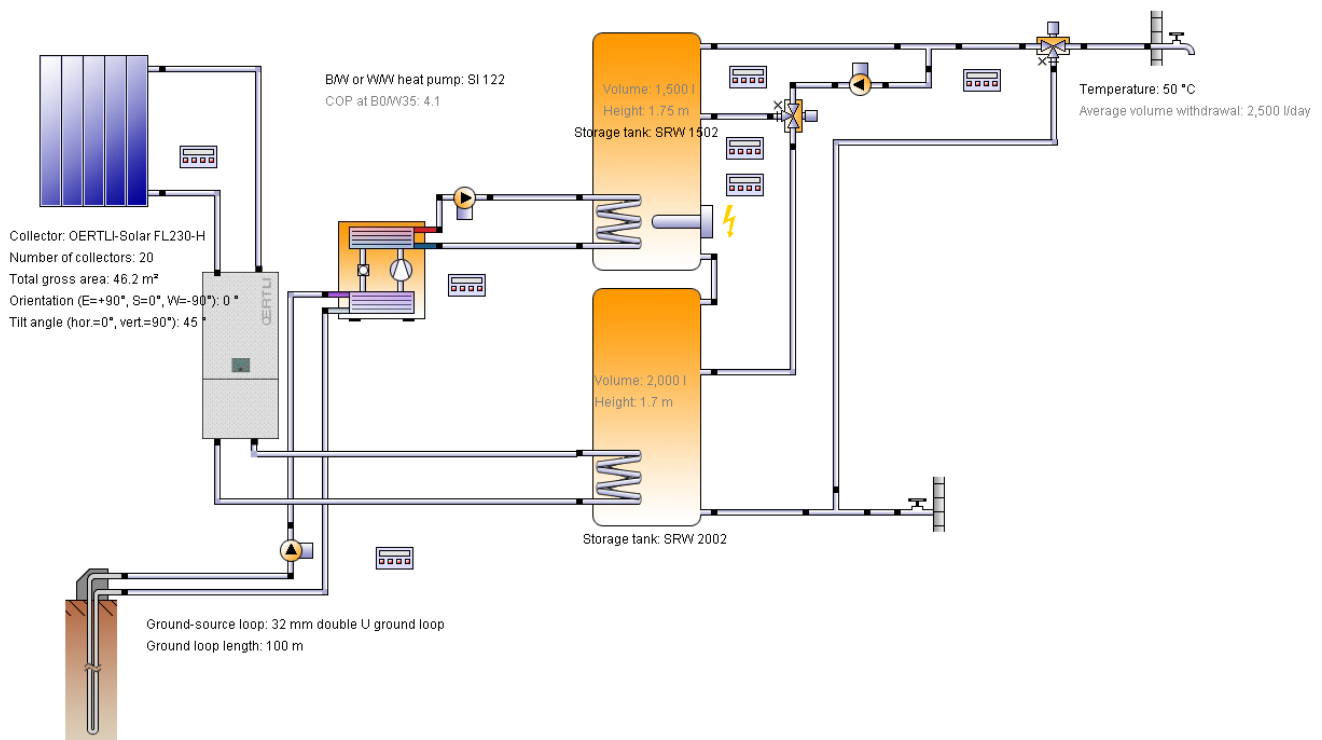 B/W or W/W heat pump: SI 122
COP at B0/W35: 4.1
Volume: 1,500 l
Height: 1.75 m
Storage tank: SRW 1502
Temperature: 50 °C
Average volume withdrawal: 2,500 l/day
Collector: OERTLI-Solar FL230-H
Number of collectors: 20
Total gross area: 46.2 m²
Orientation (E=+90°, S=0°, W=-90°): 0 °
Tilt angle (hor.=0°, vert.=90°): 45 °
ŒRTLI
Volume: 2,000 l
Height: 1.7 m
Storage tank: SRW 2002
Ground-source loop: 32 mm double U ground loop
Ground loop length: 100 m